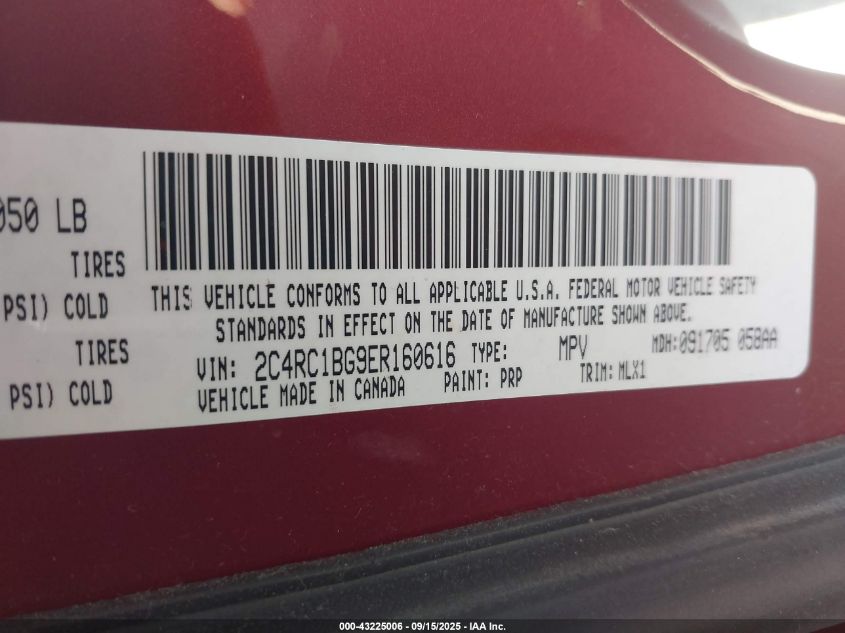 050 LB
TIRES
PSI) COLD
TIRES
PSI) COLD
THIS VEHICLE CONFORMS TO ALL APPLICABLE U.S.A. FEDERAL MOTOR VEHICLE SAFETY
STANDARDS IN EFFECT ON THE DATE OF MANUFACTURE SHOWN ABOVE.
VIN: 2C4RC1BG9ER160616 TYPE: MPV MDH:091705 058AA
VEHICLE MADE IN CANADA PAINT: PRP TRIM: MLX1
000-43225006 - 09/15/2025 - IAA Inc.